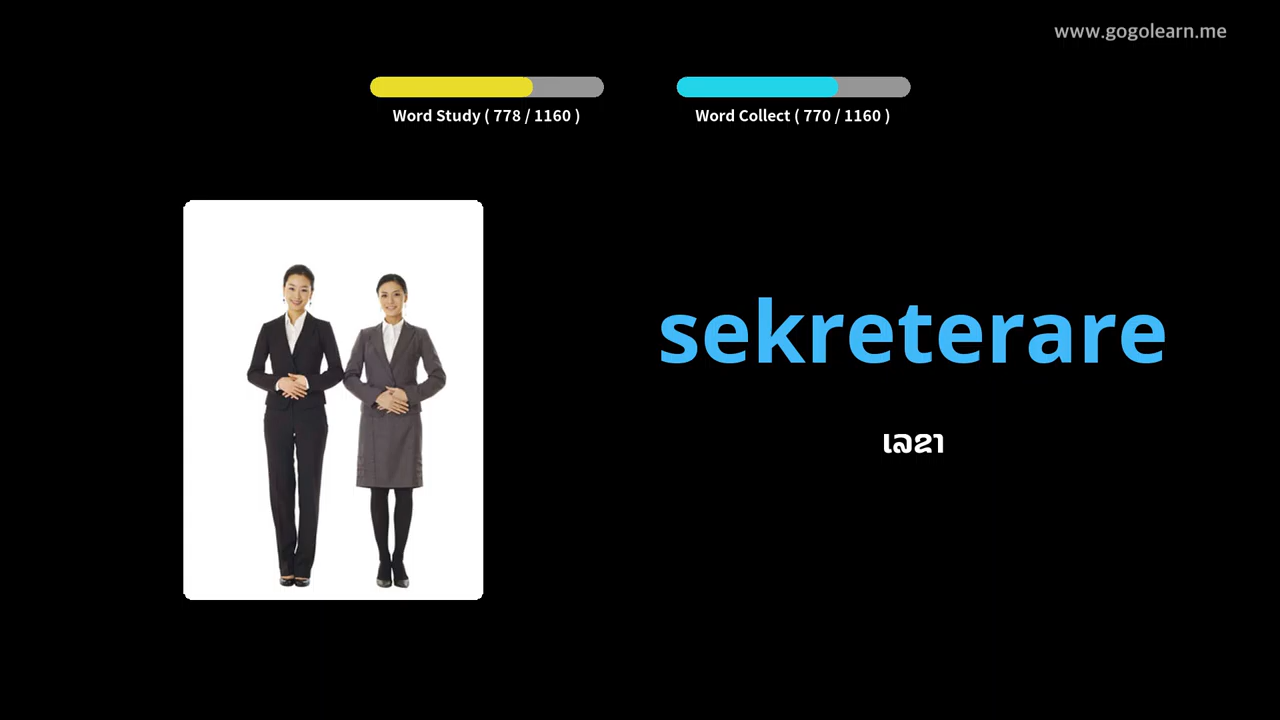 www.gogolearn.me
Word Study ( 778 / 1160 )
Word Collect ( 770 / 1160 )
sekreterare
ເລຂາ